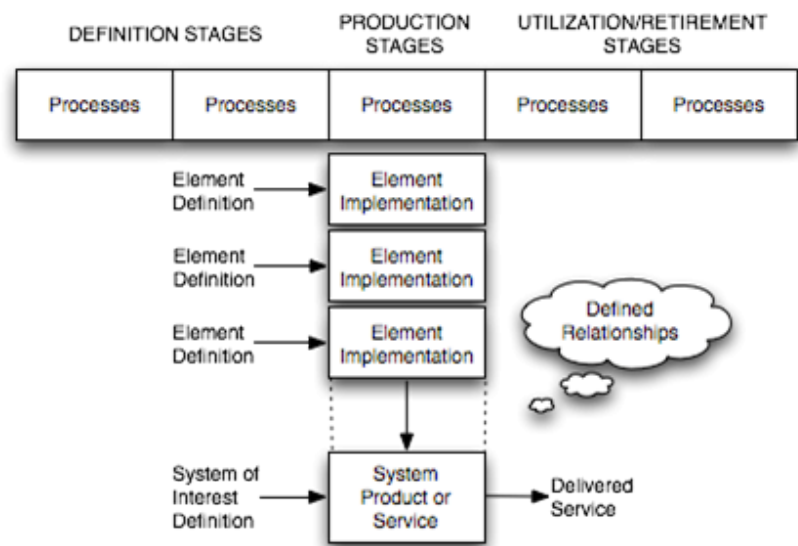 DEFINITION STAGES
PRODUCTION
STAGES
UTILIZATION/RETIREMENT
STAGES
Processes
Processes
Processes
Processes
Processes
Element
Definition
Element
Implementation
Element
Definition
Element
Implementation
Element
Definition
Element
Implementation
Defined
Relationships
System of
Interest
Definition
System
Product or
Service
Delivered
Service